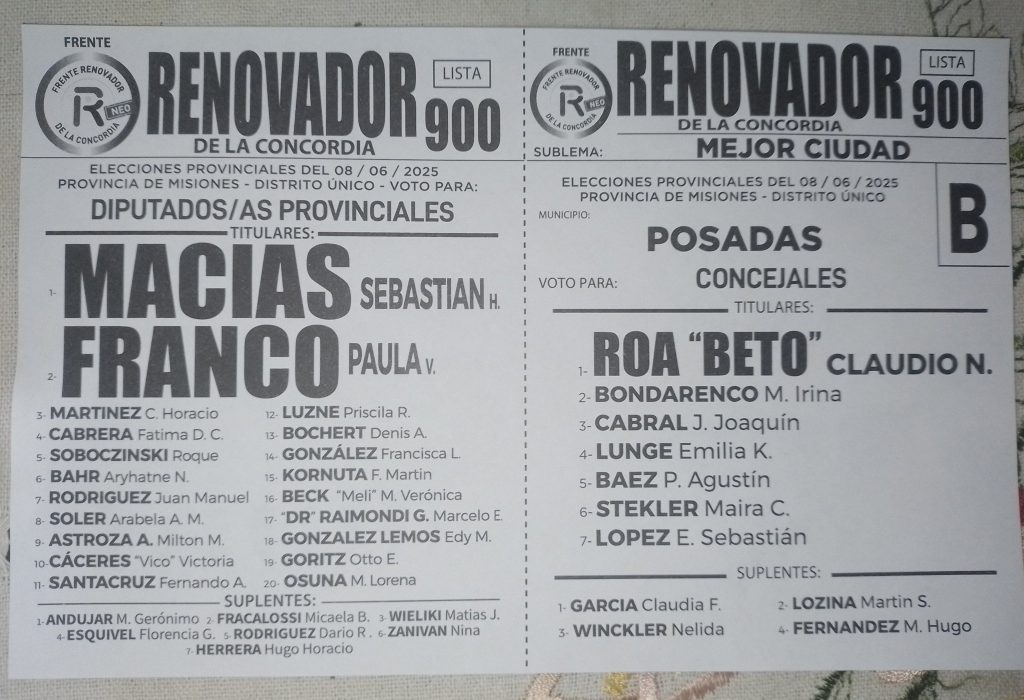 FRENTE
FRENTE RENOVADOR
R NEO
DE LA CONCORDIA
RENOVADOR
DE LA CONCORDIA
LISTA
900
ELECCIONES PROVINCIALES DEL 08 / 06 / 2025
PROVINCIA DE MISIONES - DISTRITO ÚNICO - VOTO PARA:
DIPUTADOS/AS PROVINCIALES
TITULARES:
1- MACIAS SEBASTIAN H.
2- FRANCO PAULA V.
3- MARTINEZ C. Horacio
4- CABRERA Fatima D. C.
5- SOBOCZINSKI Roque
6- BAHR Aryhatne N.
7- RODRIGUEZ Juan Manuel
8- SOLER Arabela A. M.
9- ASTROZA A. Milton M.
10- CÁCERES "Vico" Victoria
11- SANTACRUZ Fernando A.
12- LUZNE Priscila R.
13- BOCHERT Denis A.
14- GONZÁLEZ Francisca L.
15- KORNUTA F. Martin
16- BECK "Meli" M. Verónica
17- "DR" RAIMONDI G. Marcelo E.
18- GONZALEZ LEMOS Edy M.
19- GORITZ Otto E.
20- OSUNA M. Lorena
SUPLENTES:
1- ANDUJAR M. Gerónimo 2- FRACALOSSI Micaela B. 3- WIELIKI Matias J.
4- ESQUIVEL Florencia G. 5- RODRIGUEZ Dario R. 6- ZANIVAN Nina
7- HERRERA Hugo Horacio
FRENTE
FRENTE RENOVADOR
R NEO
DE LA CONCORDIA
RENOVADOR
DE LA CONCORDIA
LISTA
900
SUBLEMA: MEJOR CIUDAD
ELECCIONES PROVINCIALES DEL 08 / 06 / 2025
PROVINCIA DE MISIONES - DISTRITO ÚNICO
B
MUNICIPIO:
POSADAS
VOTO PARA: CONCEJALES
TITULARES:
1- ROA "BETO" CLAUDIO N.
2- BONDARENCO M. Irina
3- CABRAL J. Joaquín
4- LUNGE Emilia K.
5- BAEZ P. Agustín
6- STEKLER Maira C.
7- LOPEZ E. Sebastián
SUPLENTES:
1- GARCIA Claudia F. 2- LOZINA Martin S.
3- WINCKLER Nelida 4- FERNANDEZ M. Hugo